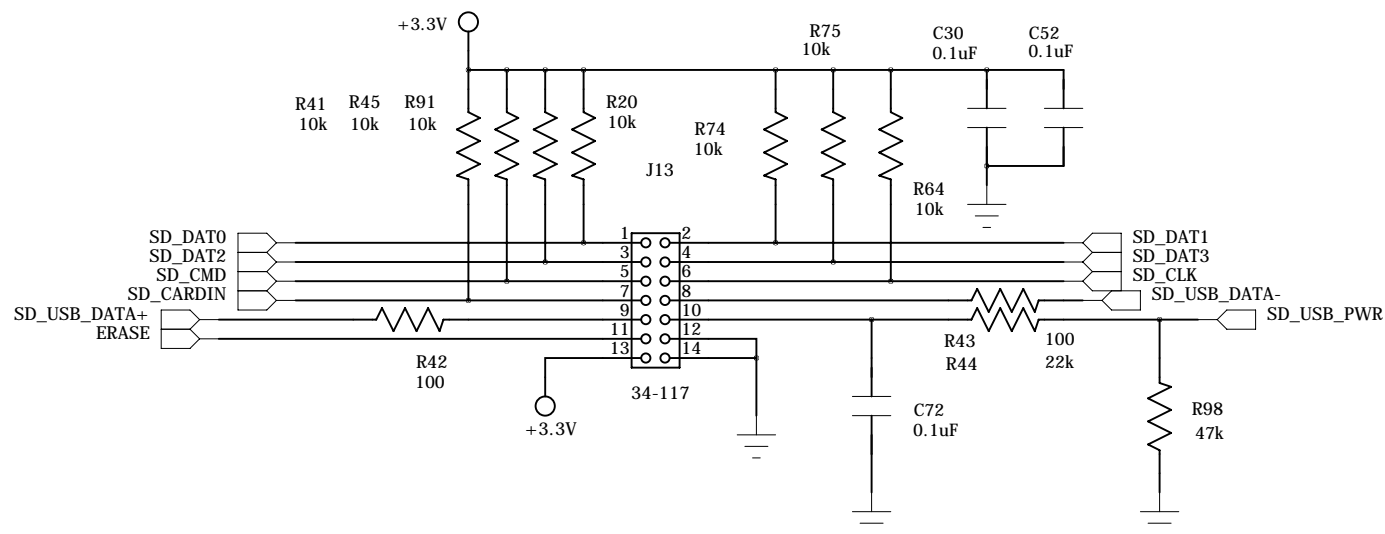 +3.3V
R75
10k
C30
0.1uF
C52
0.1uF
R41
10k
R45
10k
R91
10k
R20
10k
R74
10k
J13
R64
10k
SD_DAT0
1
2
SD_DAT1
SD_DAT2
3
4
SD_DAT3
SD_CMD
5
6
SD_CLK
SD_CARDIN
7
8
SD_USB_DATA-
SD_USB_DATA+
9
10
SD_USB_PWR
ERASE
11
12
13
14
R43
100
R44
22k
R42
100
34-117
+3.3V
C72
0.1uF
R98
47k